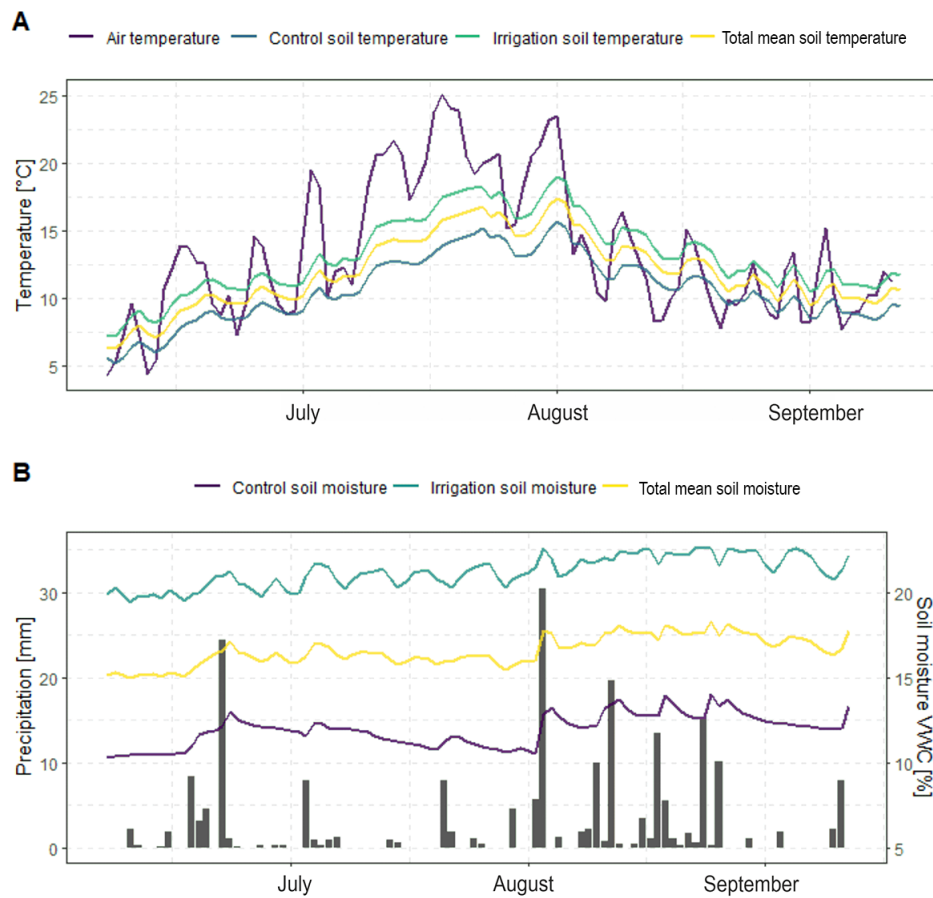 A
Air temperature Control soil temperature Irrigation soil temperature Total mean soil temperature
Temperature [°C]
25
20
15
10
5
July August September
B
Control soil moisture Irrigation soil moisture Total mean soil moisture
Precipitation [mm]
30
20
10
0
20
15
10
5
Soil moisture VWC [%]
July August September